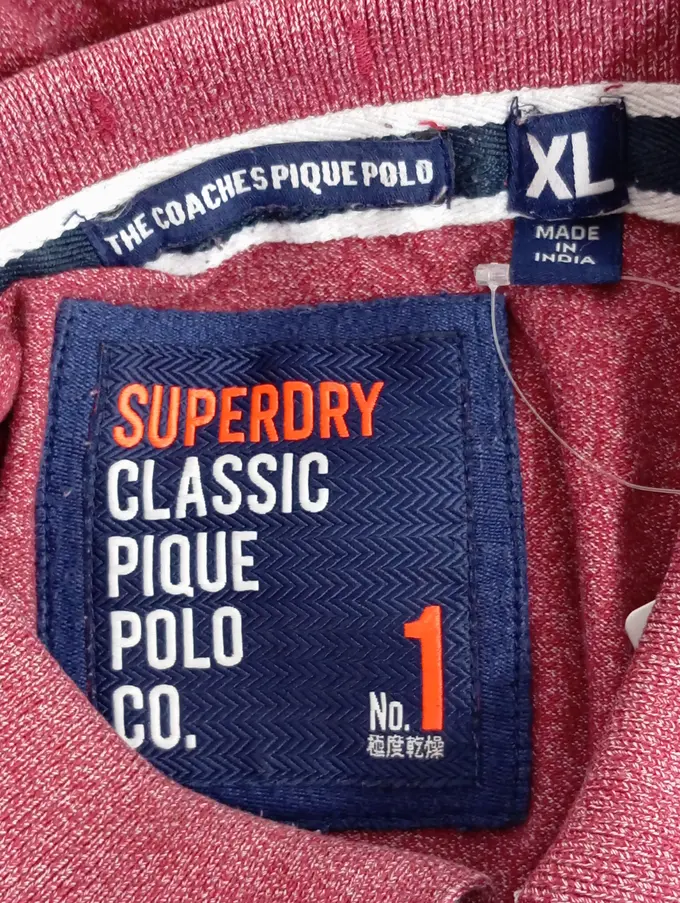 THE COACHES PIQUE POLO
XL
MADE
IN
INDIA
SUPERDRY
CLASSIC
PIQUE
POLO
CO.
No. 1
極度乾燥